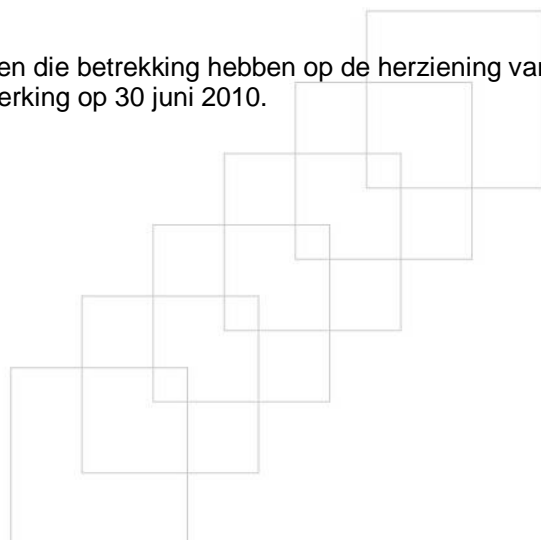 en die betrekking hebben op de herziening van
erking op 30 juni 2010.